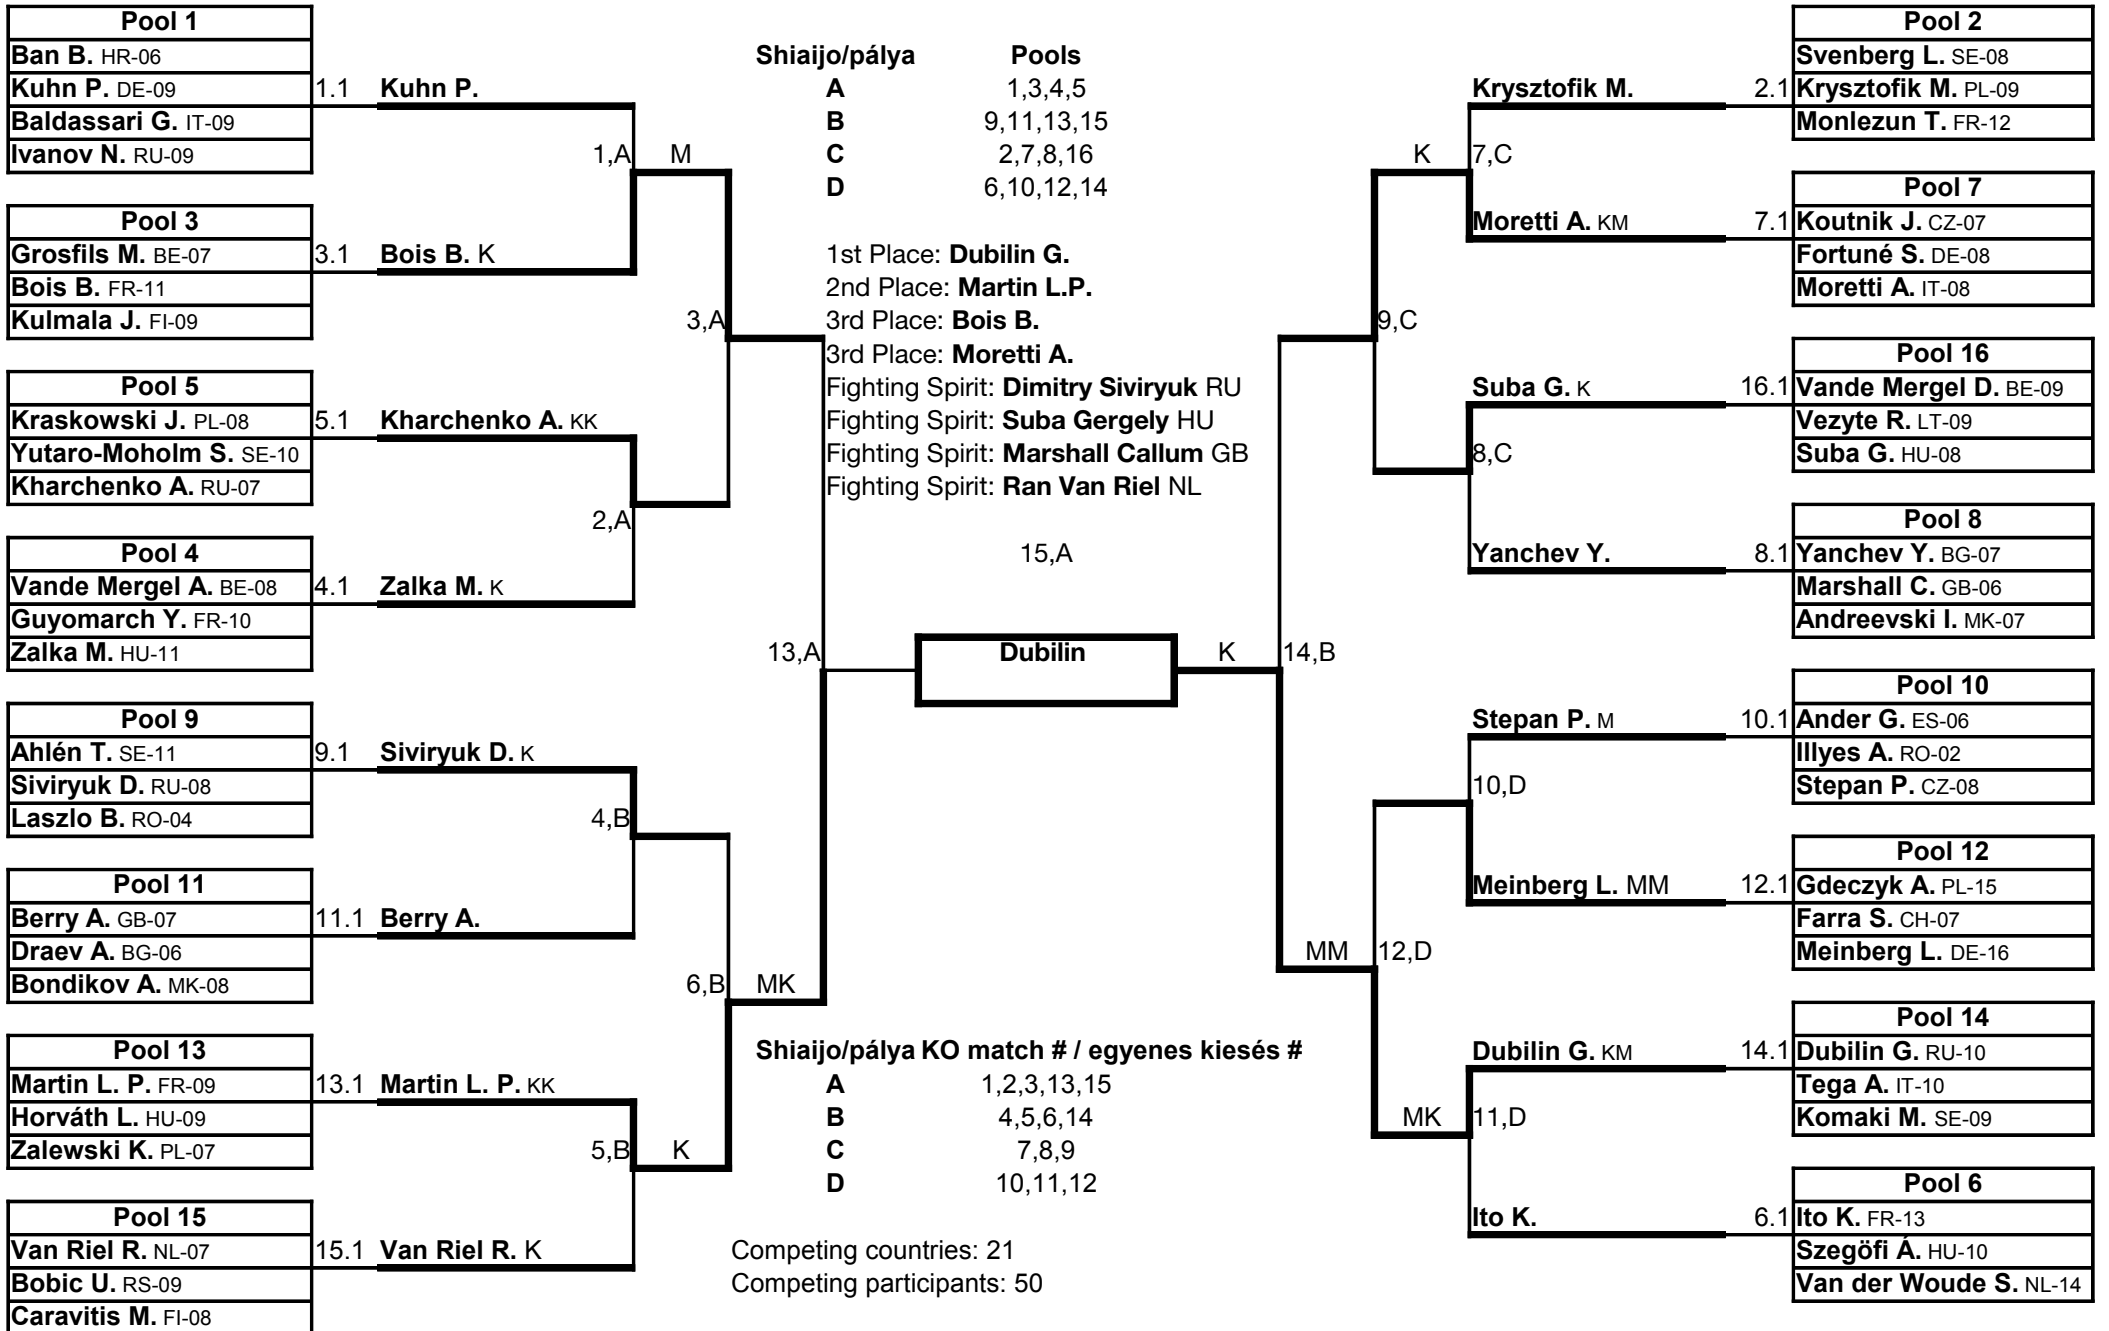 Pool 1
Ban B. HR-06
Kuhn P. DE-09
Baldassari G. IT-09
Ivanov N. RU-09
1.1 Kuhn P.
1,A M
Pool 3
Grosfils M. BE-07
Bois B. FR-11
Kulmala J. FI-09
3.1 Bois B. K
3,A
Pool 5
Kraskowski J. PL-08
Yutaro-Moholm S. SE-10
Kharchenko A. RU-07
5.1 Kharchenko A. KK
2,A
Pool 4
Vande Mergel A. BE-08
Guyomarch Y. FR-10
Zalka M. HU-11
4.1 Zalka M. K
13,A
Pool 9
Ahlén T. SE-11
Siviryuk D. RU-08
Laszlo B. RO-04
9.1 Siviryuk D. K
4,B
Pool 11
Berry A. GB-07
Draev A. BG-06
Bondikov A. MK-08
11.1 Berry A.
6,B MK
Pool 13
Martin L. P. FR-09
Horváth L. HU-09
Zalewski K. PL-07
13.1 Martin L. P. KK
5,B K
Pool 15
Van Riel R. NL-07
Bobic U. RS-09
Caravitis M. FI-08
15.1 Van Riel R. K
Shiaijo/pálya Pools
A 1,3,4,5
B 9,11,13,15
C 2,7,8,16
D 6,10,12,14
1st Place: Dubilin G.
2nd Place: Martin L.P.
3rd Place: Bois B.
3rd Place: Moretti A.
Fighting Spirit: Dimitry Siviryuk RU
Fighting Spirit: Suba Gergely HU
Fighting Spirit: Marshall Callum GB
Fighting Spirit: Ran Van Riel NL
15,A
Dubilin
K
Shiaijo/pálya KO match # / egyenes kiesés #
A 1,2,3,13,15
B 4,5,6,14
C 7,8,9
D 10,11,12
Competing countries: 21
Competing participants: 50
Pool 2
Svenberg L. SE-08
Krysztofik M. PL-09
Monlezun T. FR-12
Krysztofik M. 2.1
K 7,C
Pool 7
Koutnik J. CZ-07
Fortuné S. DE-08
Moretti A. IT-08
Moretti A. KM 7.1
9,C
Pool 16
Vande Mergel D. BE-09
Vezyte R. LT-09
Suba G. HU-08
Suba G. K 16.1
8,C
Pool 8
Yanchev Y. BG-07
Marshall C. GB-06
Andreevski I. MK-07
Yanchev Y. 8.1
14,B
Pool 10
Ander G. ES-06
Illyes A. RO-02
Stepan P. CZ-08
Stepan P. M 10.1
10,D
Pool 12
Gdeczyk A. PL-15
Farra S. CH-07
Meinberg L. DE-16
Meinberg L. MM 12.1
MM 12,D
Pool 14
Dubilin G. RU-10
Tega A. IT-10
Komaki M. SE-09
Dubilin G. KM 14.1
MK 11,D
Pool 6
Ito K. FR-13
Szegöfi Á. HU-10
Van der Woude S. NL-14
Ito K. 6.1